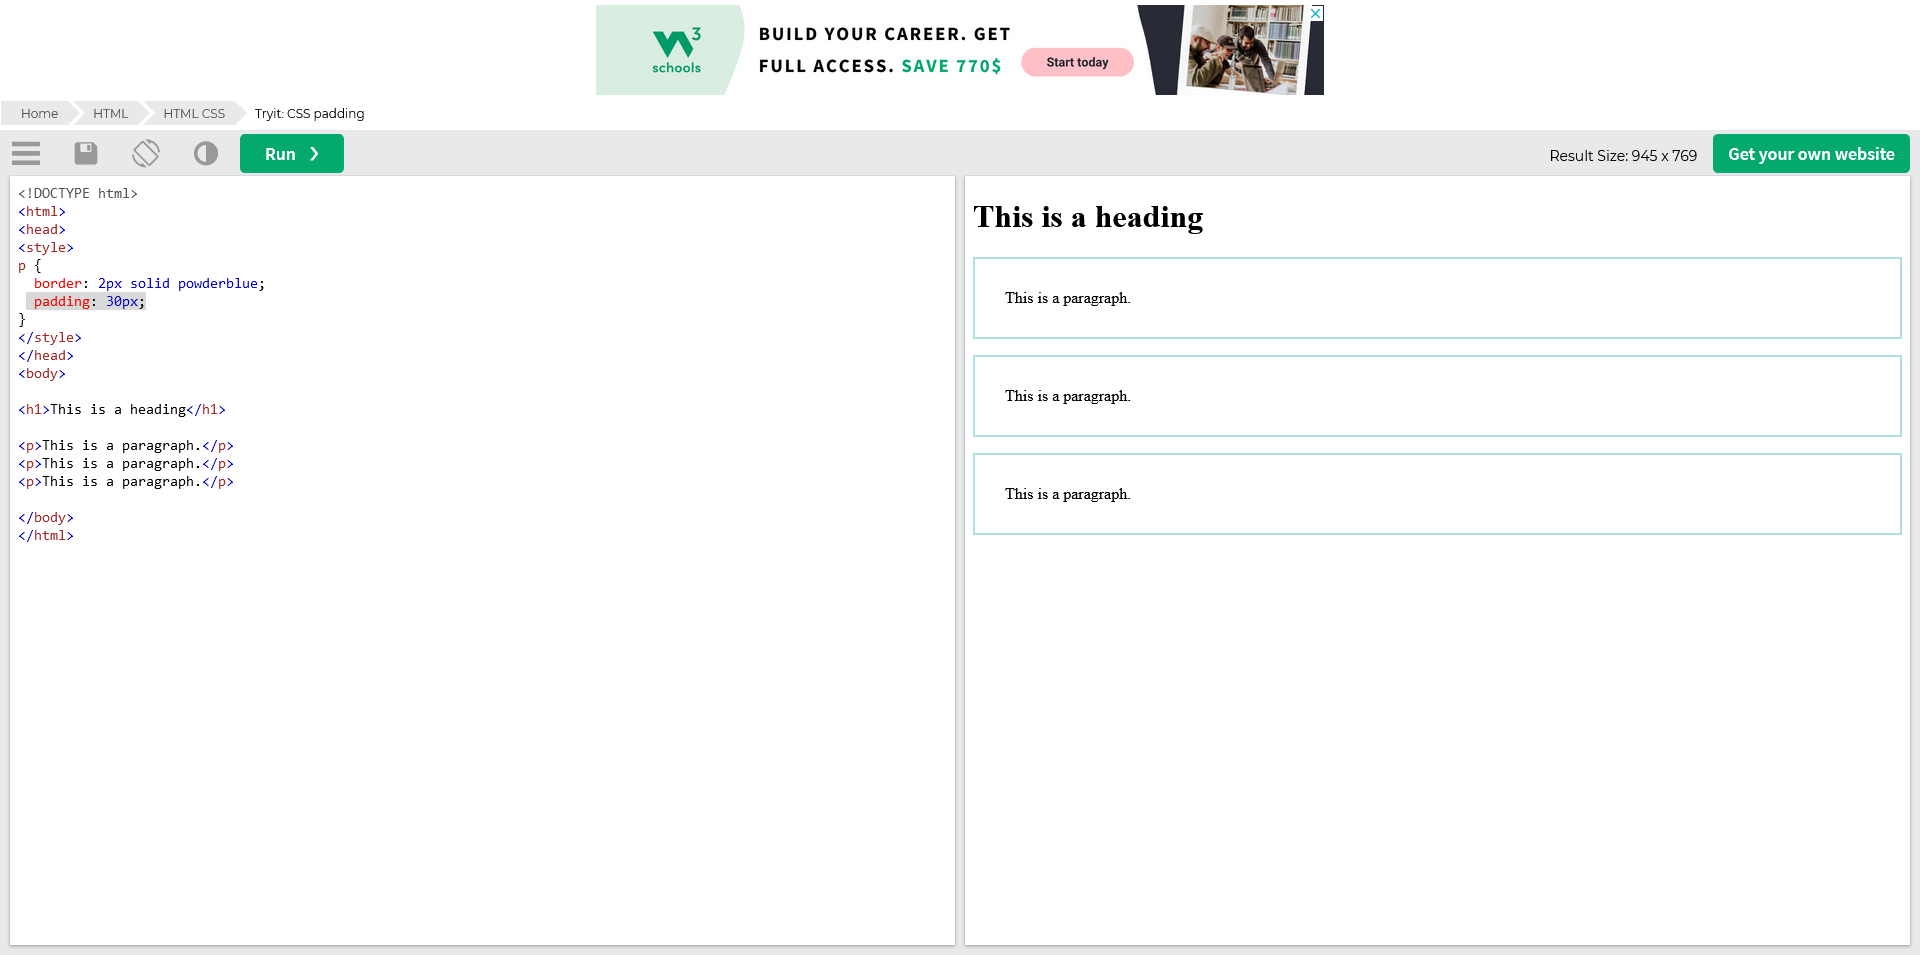 3
schools
BUILD YOUR CAREER. GET
FULL ACCESS. SAVE 770$
Start today
Home
HTML
HTML CSS
Tryit: CSS padding
Run ❯
Result Size: 945 x 769
Get your own website
<!DOCTYPE html>
<html>
<head>
<style>
p {
  border: 2px solid powderblue;
  padding: 30px;
}
</style>
</head>
<body>
<h1>This is a heading</h1>
<p>This is a paragraph.</p>
<p>This is a paragraph.</p>
<p>This is a paragraph.</p>
</body>
</html>
This is a heading
This is a paragraph.
This is a paragraph.
This is a paragraph.